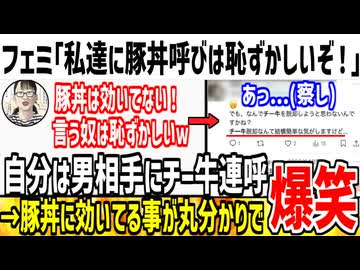 フェミ「私達に豚丼呼びは恥ずかしいぞ！」
豚丼は効いてない！
言う奴は恥ずかしいw
あっ...(察し)
でも、なんでチー牛を脱却しようと思わないんですかね?
チー牛脱却なんて結構簡単な気がしますけど...
自分は男相手にチー牛連呼
→豚丼に効いてる事が丸分かりで爆笑